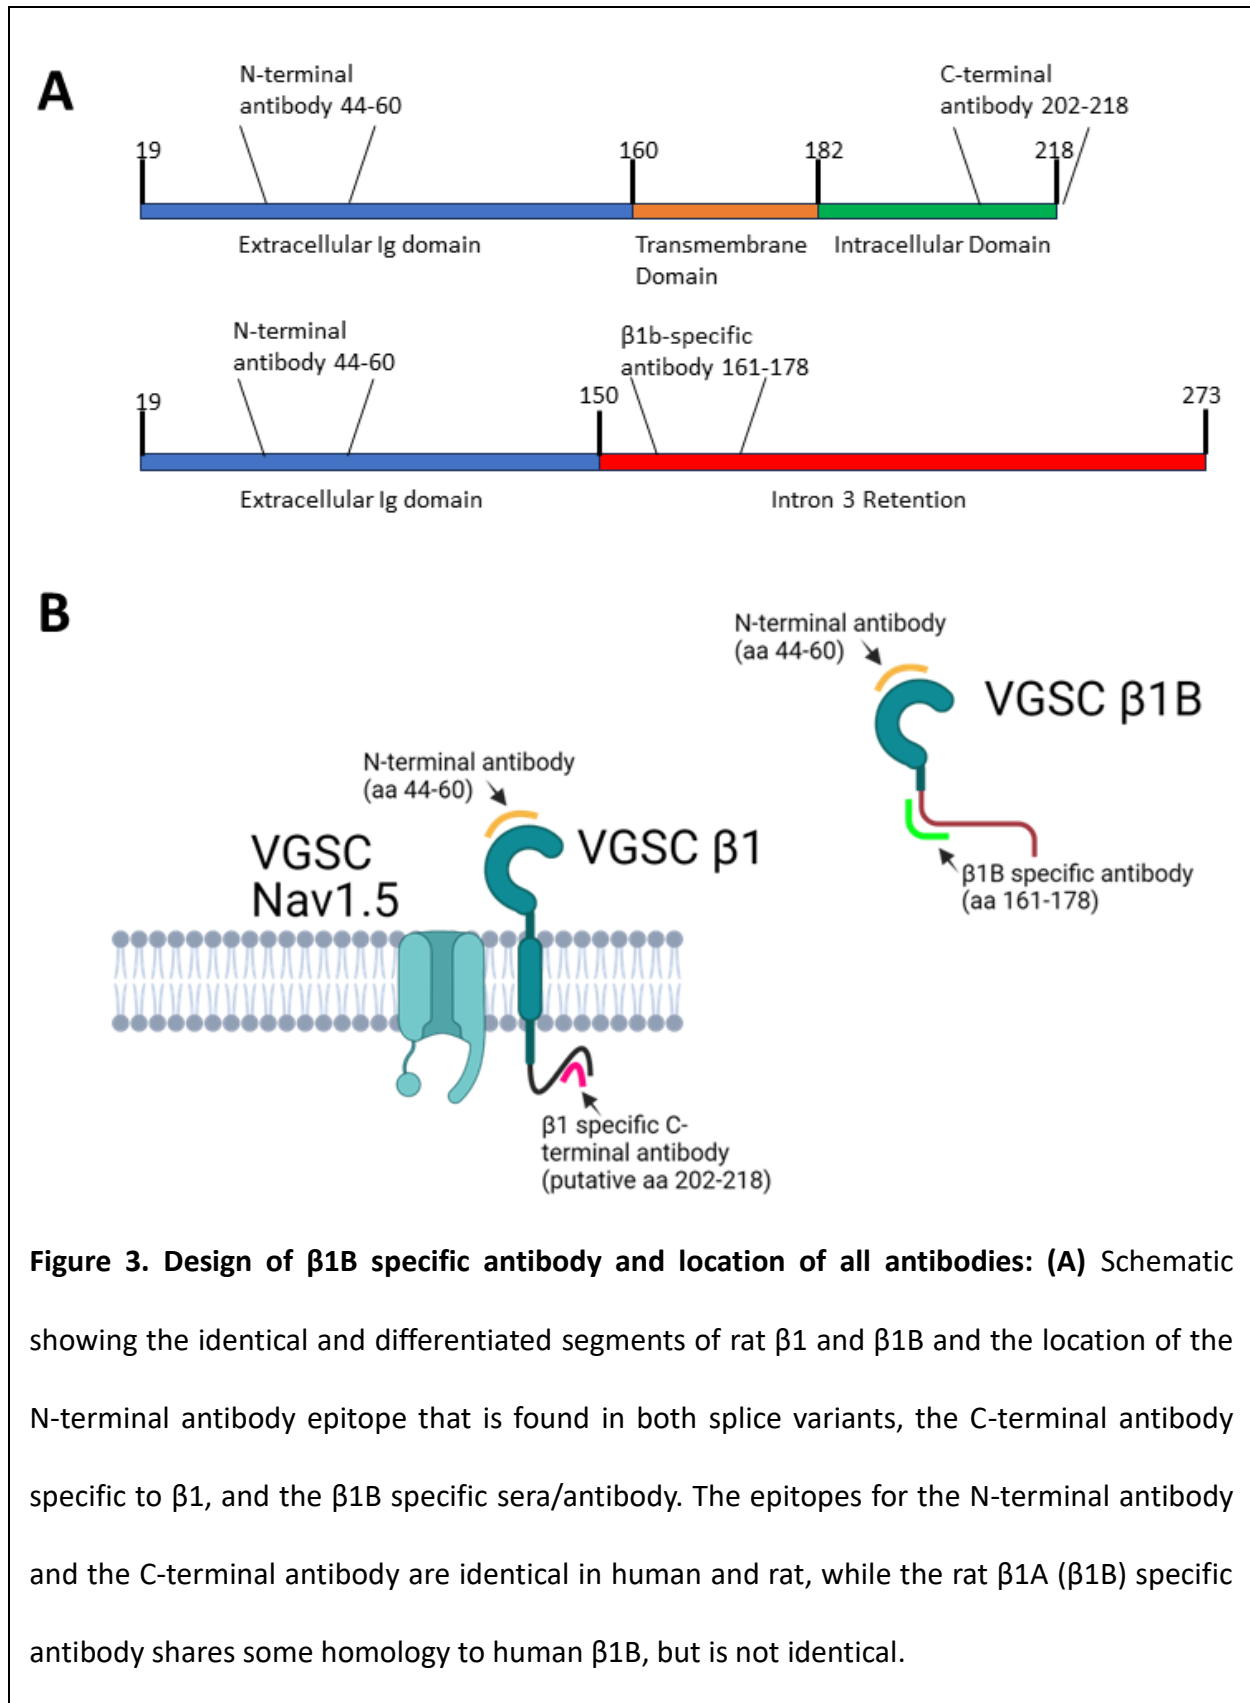 A
N-terminal
antibody 44-60
C-terminal
antibody 202-218
19
160
182
218
Extracellular Ig domain
Transmembrane
Domain
Intracellular Domain
N-terminal
antibody 44-60
β1b-specific
antibody 161-178
19
150
273
Extracellular Ig domain
Intron 3 Retention
B
N-terminal antibody
(aa 44-60)
VGSC β1B
β1B specific antibody
(aa 161-178)
N-terminal antibody
(aa 44-60)
VGSC β1
VGSC
Nav1.5
β1 specific C-
terminal antibody
(putative aa 202-218)
Figure 3. Design of β1B specific antibody and location of all antibodies: (A) Schematic
showing the identical and differentiated segments of rat β1 and β1B and the location of the
N-terminal antibody epitope that is found in both splice variants, the C-terminal antibody
specific to β1, and the β1B specific sera/antibody. The epitopes for the N-terminal antibody
and the C-terminal antibody are identical in human and rat, while the rat β1A (β1B) specific
antibody shares some homology to human β1B, but is not identical.